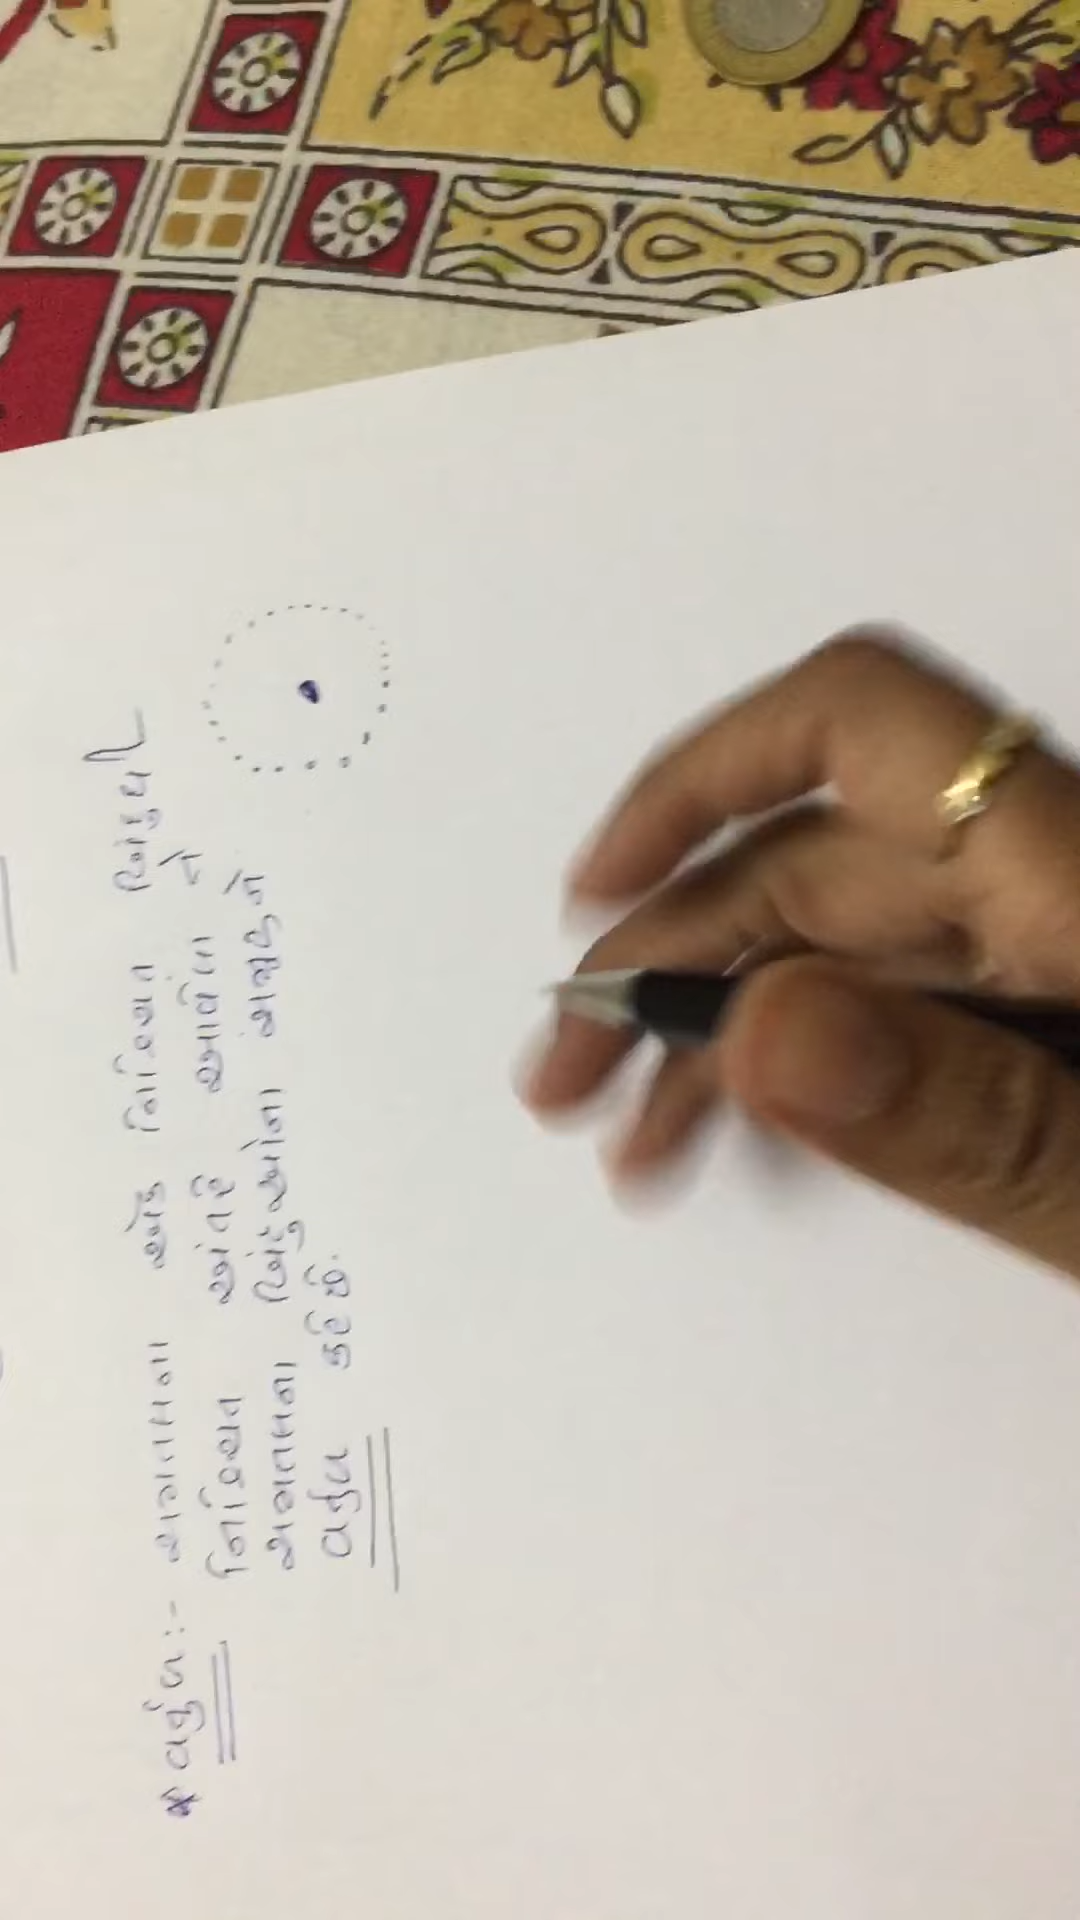 * વર્તુળ :- સમતલના એક નિશ્ચિત બિંદુથી
નિશ્ચિત અંતરે આવેલા તે
સમતલના બિંદુઓના સમૂહને
વર્તુળ કહે છે.